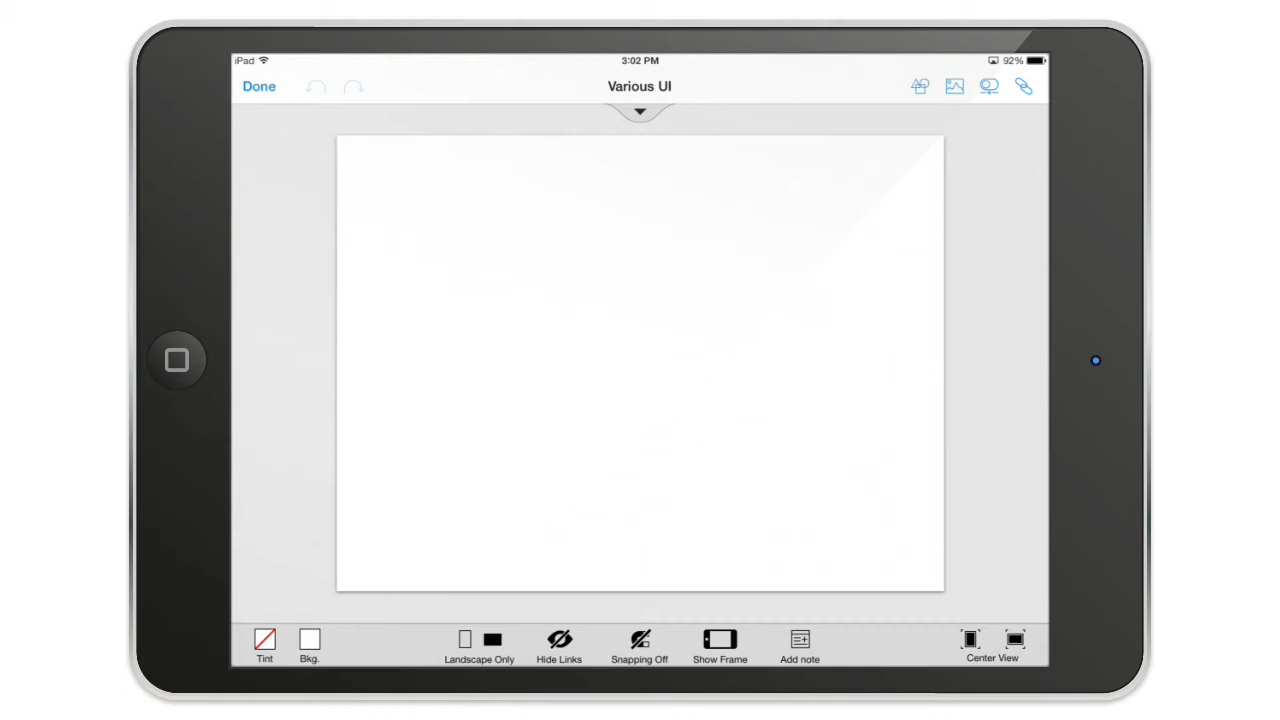 iPad 3:02 PM 92%
Done Various UI
Tint Bkg. Landscape Only Hide Links Snapping Off Show Frame Add note Center View